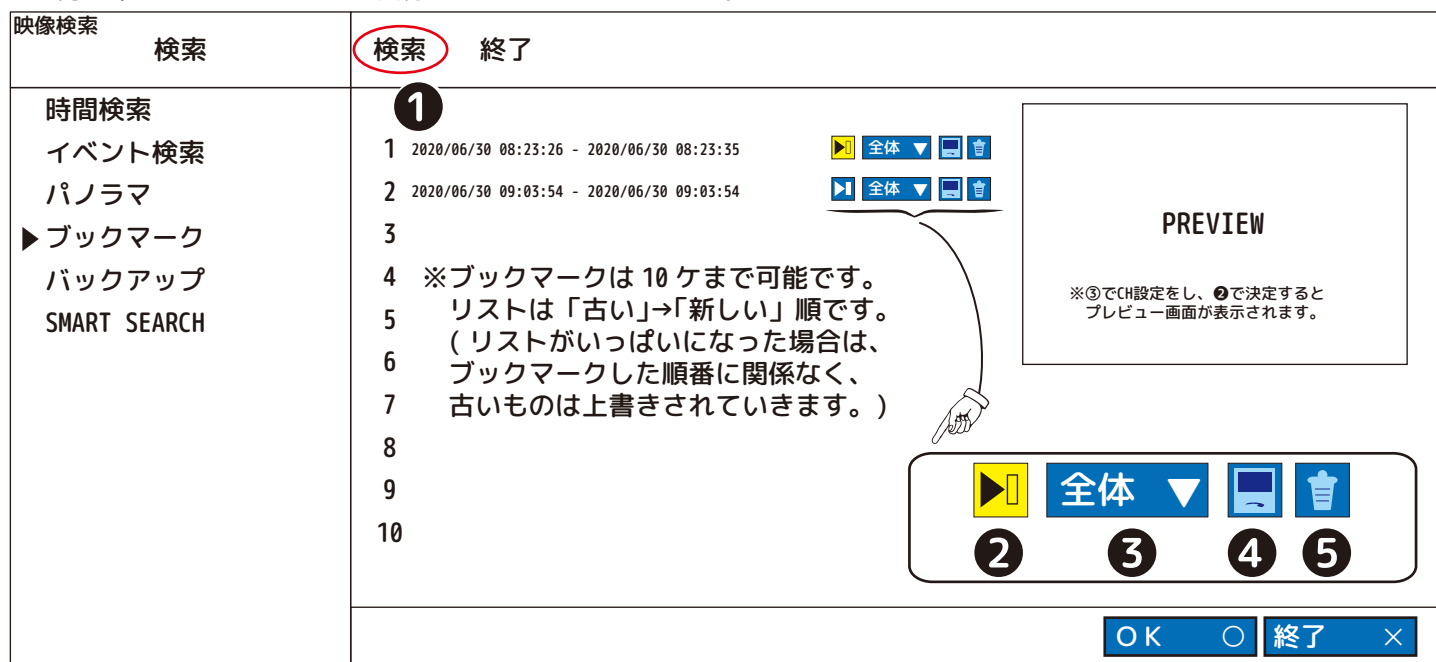 映像検索
検索
検索 終了
❶
時間検索
イベント検索
パノラマ
▶ブックマーク
バックアップ
SMART SEARCH
1 2020/06/30 08:23:26 - 2020/06/30 08:23:35 全体 ▼
2 2020/06/30 09:03:54 - 2020/06/30 09:03:54 全体 ▼
3
4
5
6
7
8
9
10
※ブックマークは 10 ケまで可能です。
リストは「古い」→「新しい」順です。
( リストがいっぱいになった場合は、
ブックマークした順番に関係なく、
古いものは上書きされていきます。)
PREVIEW
※③でCH設定をし、❷で決定すると
プレビュー画面が表示されます。
全体 ▼
❷ ❸ ❹ ❺
OK ○ 終了 ×